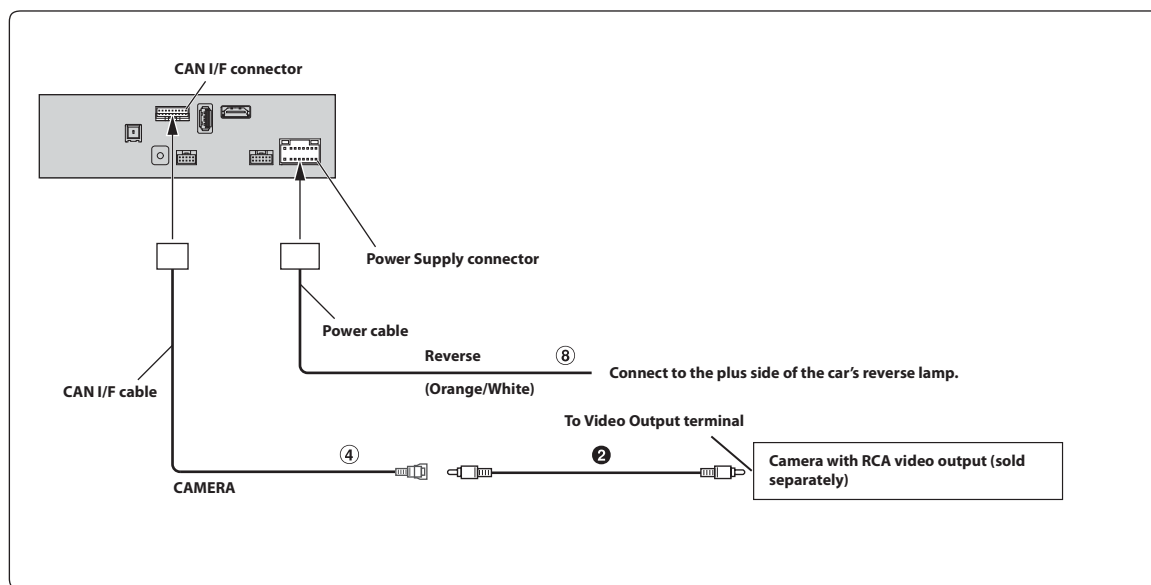 CAN I/F connector
Power Supply connector
Power cable
Reverse
⑧
(Orange/White)
Connect to the plus side of the car's reverse lamp.
CAN I/F cable
To Video Output terminal
④
❷
CAMERA
Camera with RCA video output (sold
separately)